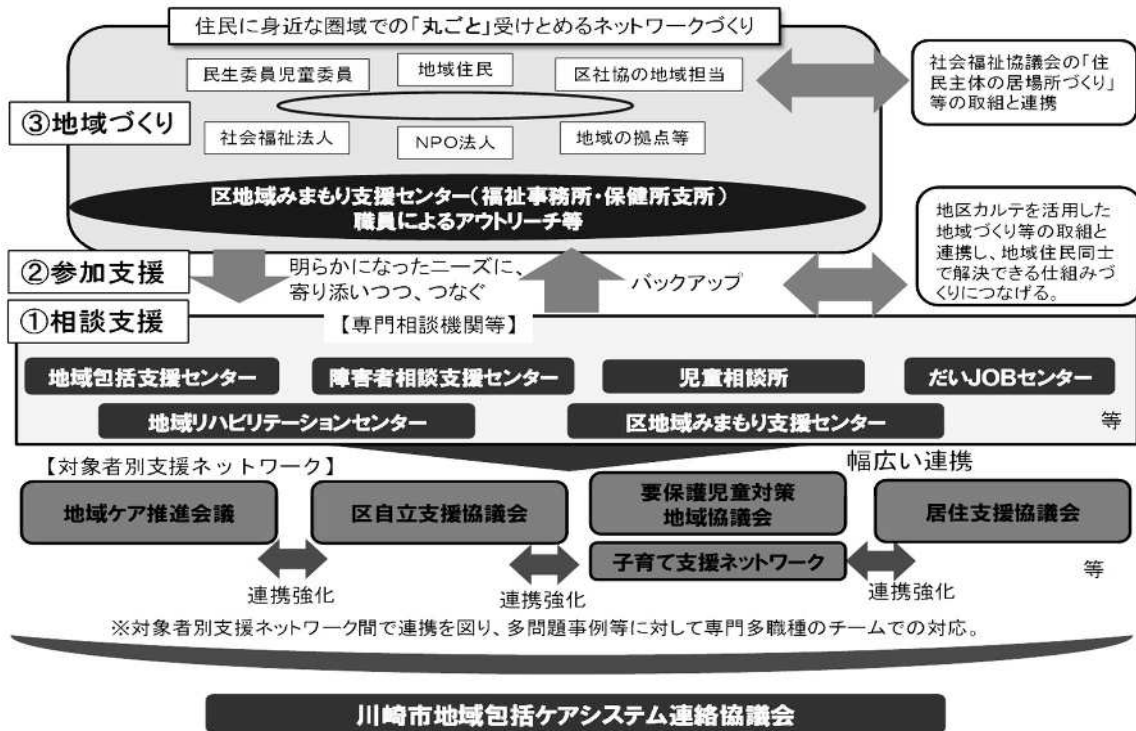 住民に身近な圏域での「丸ごと」受けとめるネットワークづくり
民生委員児童委員
地域住民
区社協の地域担当
社会福祉協議会の「住
民主体の居場所づくり」
等の取組と連携
③地域づくり
社会福祉法人
NPO法人
地域の拠点等
区地域みまもり支援センター(福祉事務所・保健所支所)
職員によるアウトリーチ等
地区カルテを活用した
地域づくり等の取組と
連携し、地域住民同士
で解決できる仕組みづ
くりにつなげる。
②参加支援
明らかになったニーズに、
寄り添いつつ、つなぐ
バックアップ
①相談支援
【専門相談機関等】
地域包括支援センター
障害者相談支援センター
児童相談所
だいJOBセンター
地域リハビリテーションセンター
区地域みまもり支援センター
等
【対象者別支援ネットワーク】
幅広い連携
地域ケア推進会議
区自立支援協議会
要保護児童対策
地域協議会
居住支援協議会
子育て支援ネットワーク
等
連携強化
連携強化
連携強化
※対象者別支援ネットワーク間で連携を図り、多問題事例等に対して専門多職種のチームでの対応。
川崎市地域包括ケアシステム連絡協議会